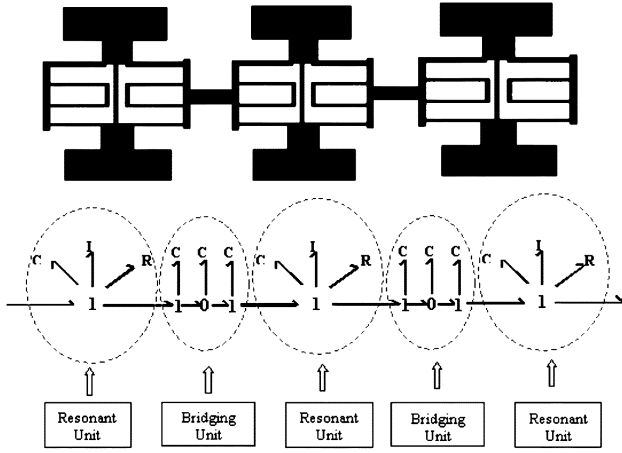 I C C C I C C C I
C R C R C R
1 1 0 1 1 1 0 1 1
Resonant Unit Bridging Unit Resonant Unit Bridging Unit Resonant Unit